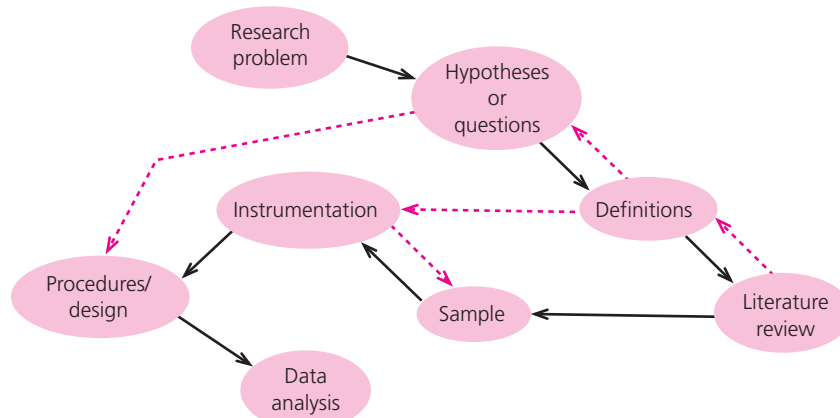 Research
problem
Hypotheses
or
questions
Instrumentation
Definitions
Procedures/
design
Sample
Literature
review
Data
analysis